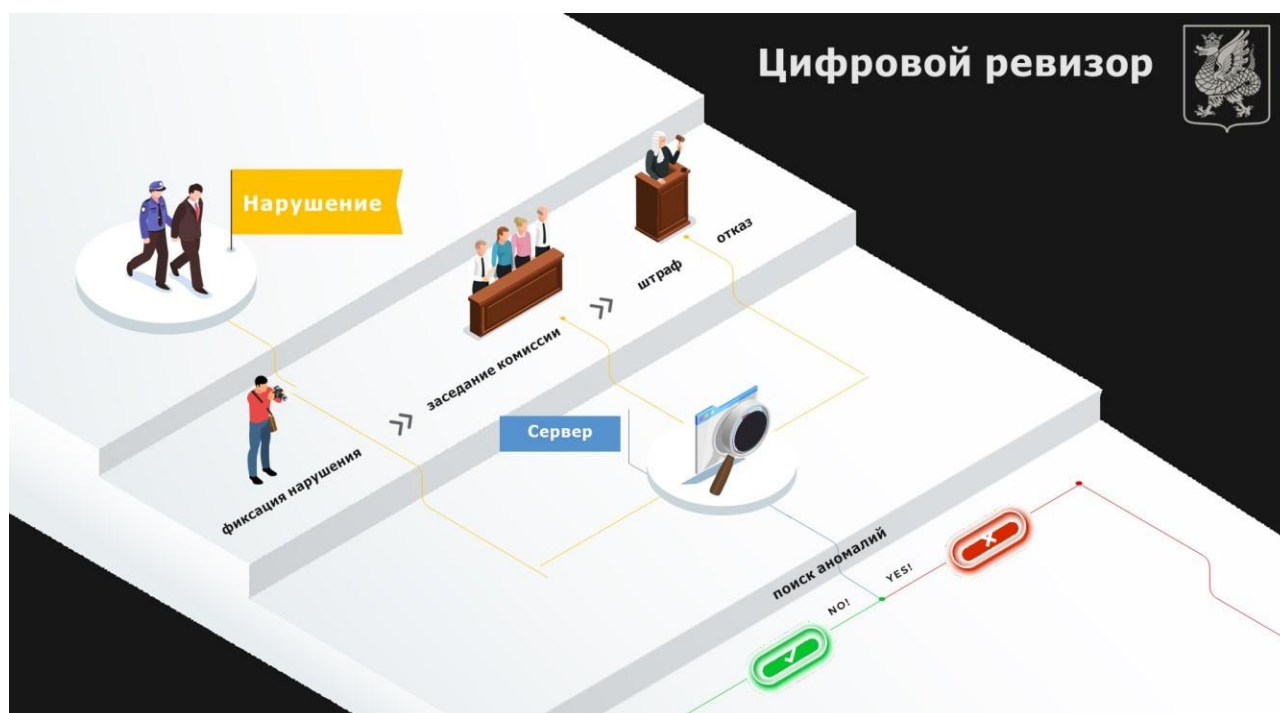 Цифровой ревизор
Нарушение
отказ
штраф
заседание комиссии
Сервер
фиксация нарушения
поиск аномалий
YES!
NO!